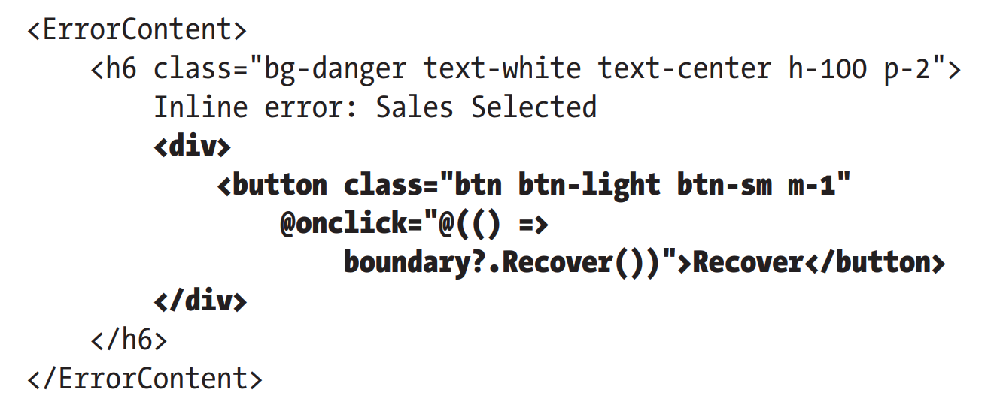 <ErrorContent>
    <h6 class="bg-danger text-white text-center h-100 p-2">
        Inline error: Sales Selected
        <div>
            <button class="btn btn-light btn-sm m-1"
                @onclick="@(() =>
                    boundary?.Recover())">Recover</button>
        </div>
    </h6>
</ErrorContent>